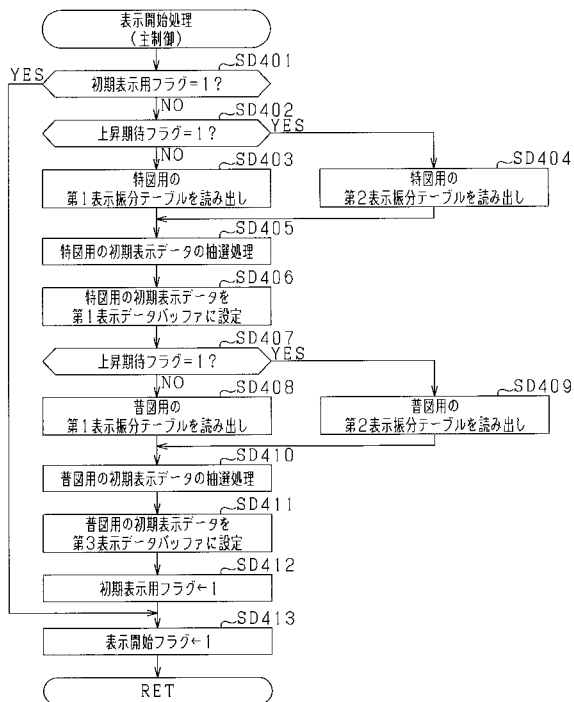 表示開始処理
(主制御)
SD401
YES
初期表示用フラグ=1?
NO
SD402
上昇期待フラグ=1?
YES
NO
SD403
特図用の
第1表示振分テーブルを読み出し
SD404
特図用の
第2表示振分テーブルを読み出し
SD405
特図用の初期表示データの抽選処理
SD406
特図用の初期表示データを
第1表示データバッファに設定
SD407
上昇期待フラグ=1?
YES
NO
SD408
普図用の
第1表示振分テーブルを読み出し
SD409
普図用の
第2表示振分テーブルを読み出し
SD410
普図用の初期表示データの抽選処理
SD411
普図用の初期表示データを
第3表示データバッファに設定
SD412
初期表示用フラグ←1
SD413
表示開始フラグ←1
RET